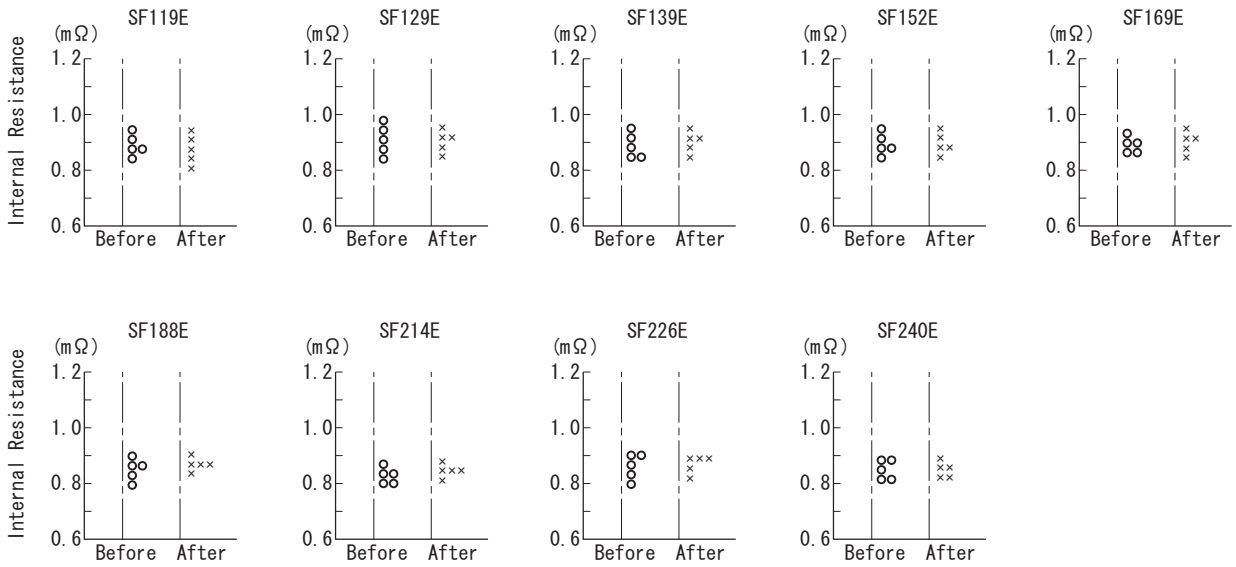 SF119E
(mΩ)
Internal Resistance
1.2
1.0
0.8
0.6
Before After
SF129E
(mΩ)
1.2
1.0
0.8
0.6
Before After
SF139E
(mΩ)
1.2
1.0
0.8
0.6
Before After
SF152E
(mΩ)
1.2
1.0
0.8
0.6
Before After
SF169E
(mΩ)
1.2
1.0
0.8
0.6
Before After
SF188E
(mΩ)
Internal Resistance
1.2
1.0
0.8
0.6
Before After
SF214E
(mΩ)
1.2
1.0
0.8
0.6
Before After
SF226E
(mΩ)
1.2
1.0
0.8
0.6
Before After
SF240E
(mΩ)
1.2
1.0
0.8
0.6
Before After